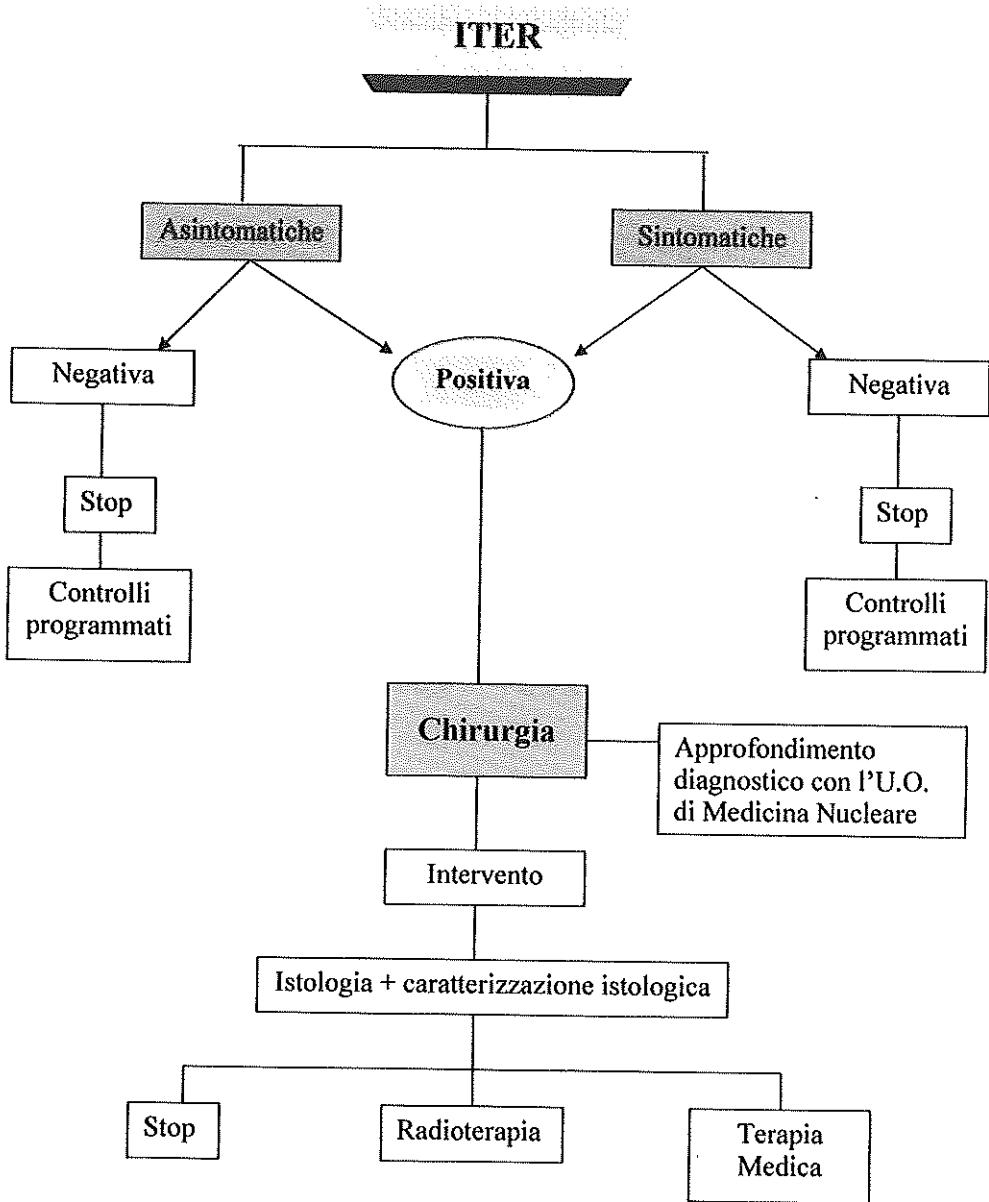 ITER
Asintomatiche
Sintomatiche
Negativa
Positiva
Negativa
Stop
Stop
Controlli
programmati
Controlli
programmati
Chirurgia
Approfondimento
diagnostico con l'U.O.
di Medicina Nucleare
Intervento
Istologia + caratterizzazione istologica
Stop
Radioterapia
Terapia
Medica